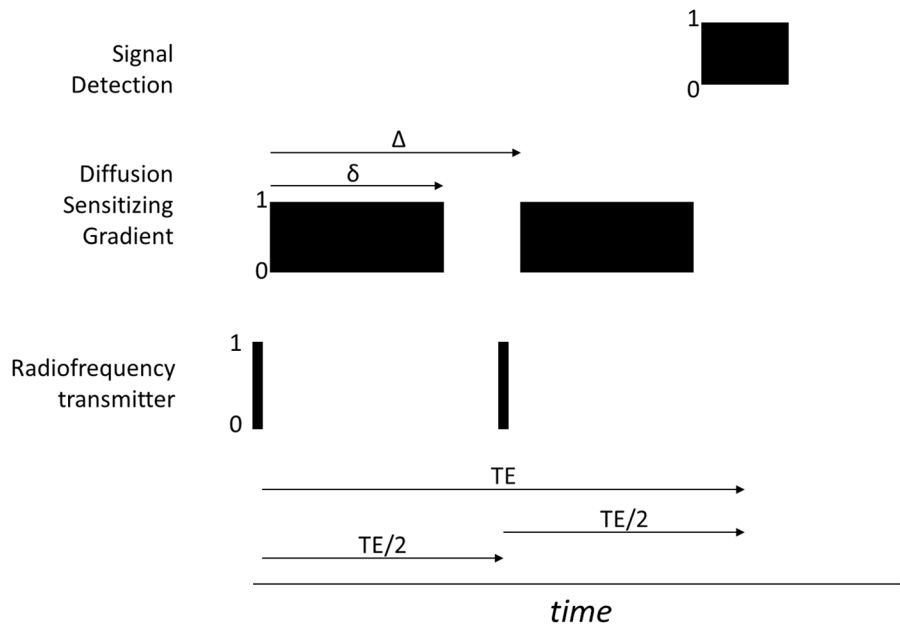 Signal
Detection
1
0
Δ
δ
Diffusion
Sensitizing
Gradient
1
0
Radiofrequency
transmitter
1
0
TE
TE/2
TE/2
time